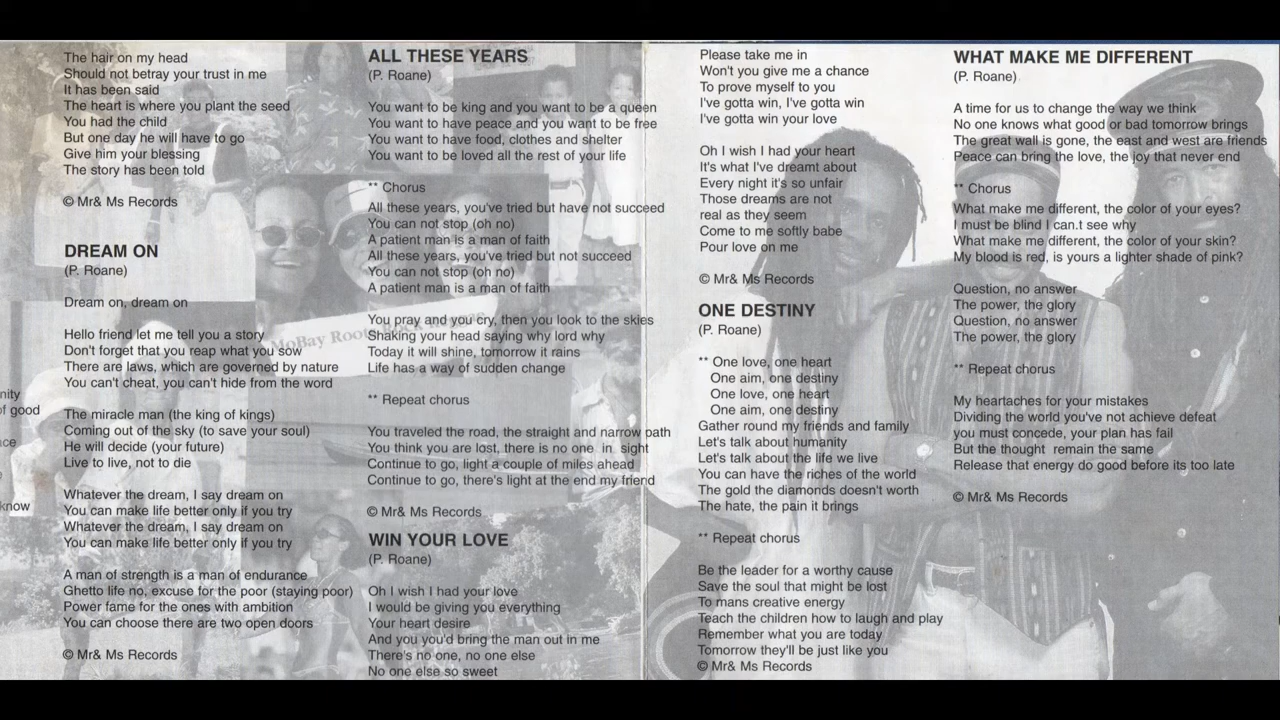 nity
of good
ace
know
The hair on my head
Should not betray your trust in me
It has been said
The heart is where you plant the seed
You had the child
But one day he will have to go
Give him your blessing
The story has been told
© Mr& Ms Records
DREAM ON
(P. Roane)
Dream on, dream on
Hello friend let me tell you a story
Don't forget that you reap what you sow
There are laws, which are governed by nature
You can't cheat, you can't hide from the word
The miracle man (the king of kings)
Coming out of the sky (to save your soul)
He will decide (your future)
Live to live, not to die
Whatever the dream, I say dream on
You can make life better only if you try
Whatever the dream, I say dream on
You can make life better only if you try
A man of strength is a man of endurance
Ghetto life no, excuse for the poor (staying poor)
Power fame for the ones with ambition
You can choose there are two open doors
© Mr& Ms Records
ALL THESE YEARS
(P. Roane)
You want to be king and you want to be a queen
You want to have peace and you want to be free
You want to have food, clothes and shelter
You want to be loved all the rest of your life
** Chorus
All these years, you've tried but have not succeed
You can not stop (oh no)
A patient man is a man of faith
All these years, you've tried but not succeed
You can not stop (oh no)
A patient man is a man of faith
You pray and you cry, then you look to the skies
Shaking your head saying why lord why
Today it will shine, tomorrow it rains
Life has a way of sudden change
** Repeat chorus
You traveled the road, the straight and narrow path
You think you are lost, there is no one in sight
Continue to go, light a couple of miles ahead
Continue to go, there's light at the end my friend
© Mr& Ms Records
WIN YOUR LOVE
(P. Roane)
Oh I wish I had your love
I would be giving you everything
Your heart desire
And you you'd bring the man out in me
There's no one, no one else
No one else so sweet
MoBay Roots Rock Reggae
Please take me in
Won't you give me a chance
To prove myself to you
I've gotta win, I've gotta win
I've gotta win your love
Oh I wish I had your heart
It's what I've dreamt about
Every night it's so unfair
Those dreams are not
real as they seem
Come to me softly babe
Pour love on me
© Mr& Ms Records
ONE DESTINY
(P. Roane)
** One love, one heart
One aim, one destiny
One love, one heart
One aim, one destiny
Gather round my friends and family
Let's talk about humanity
Let's talk about the life we live
You can have the riches of the world
The gold the diamonds doesn't worth
The hate, the pain it brings
** Repeat chorus
Be the leader for a worthy cause
Save the soul that might be lost
To mans creative energy
Teach the children how to laugh and play
Remember what you are today
Tomorrow they'll be just like you
© Mr& Ms Records
WHAT MAKE ME DIFFERENT
(P. Roane)
A time for us to change the way we think
No one knows what good or bad tomorrow brings
The great wall is gone, the east and west are friends
Peace can bring the love, the joy that never end
** Chorus
What make me different, the color of your eyes?
I must be blind I can.t see why
What make me different, the color of your skin?
My blood is red, is yours a lighter shade of pink?
Question, no answer
The power, the glory
Question, no answer
The power, the glory
** Repeat chorus
My heartaches for your mistakes
Dividing the world you've not achieve defeat
you must concede, your plan has fail
But the thought remain the same
Release that energy do good before its too late
© Mr& Ms Records